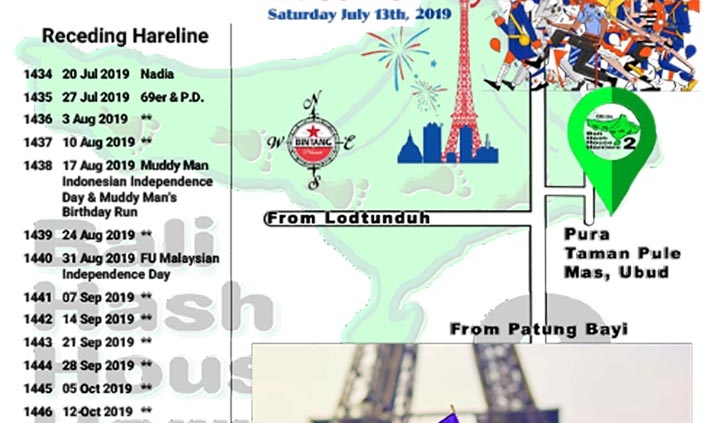 Saturday July 13th, 2019
Receding Hareline
1434 20 Jul 2019 Nadia
1435 27 Jul 2019 69er & P.D.
1436 3 Aug 2019 **
1437 10 Aug 2019 **
1438 17 Aug 2019 Muddy Man
Indonesian Independence
Day & Muddy Man's
Birthday Run
1439 24 Aug 2019 **
1440 31 Aug 2019 FU Malaysian
Independence Day
1441 07 Sep 2019 **
1442 14 Sep 2019 **
1443 21 Sep 2019 **
1444 28 Sep 2019 **
1445 05 Oct 2019 **
1446 12-Oct 2019 **
N
W
E
S
BINTANG
Bali
Hash
House
Harriers
2
From Lodtunduh
Pura
Taman Pule
Mas, Ubud
From Patung Bayi
Bali
Hash
House